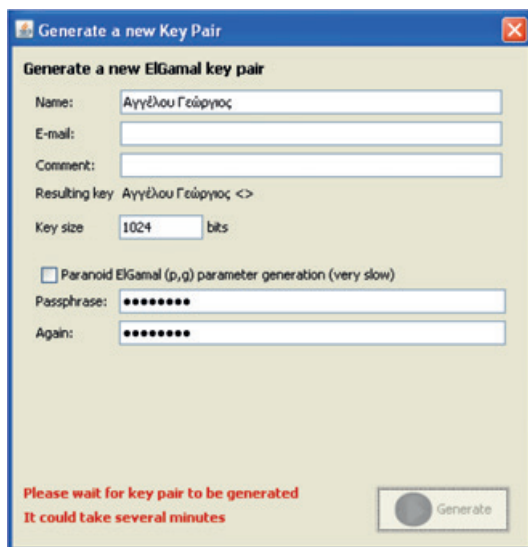 Generate a new Key Pair
Generate a new ElGamal key pair
Name: Αγγέλου Γεώργιος
E-mail:
Comment:
Resulting key Αγγέλου Γεώργιος <>
Key size 1024 bits
Paranoid ElGamal (p,g) parameter generation (very slow)
Passphrase: ●●●●●●●●
Again: ●●●●●●●●
Please wait for key pair to be generated
It could take several minutes
Generate